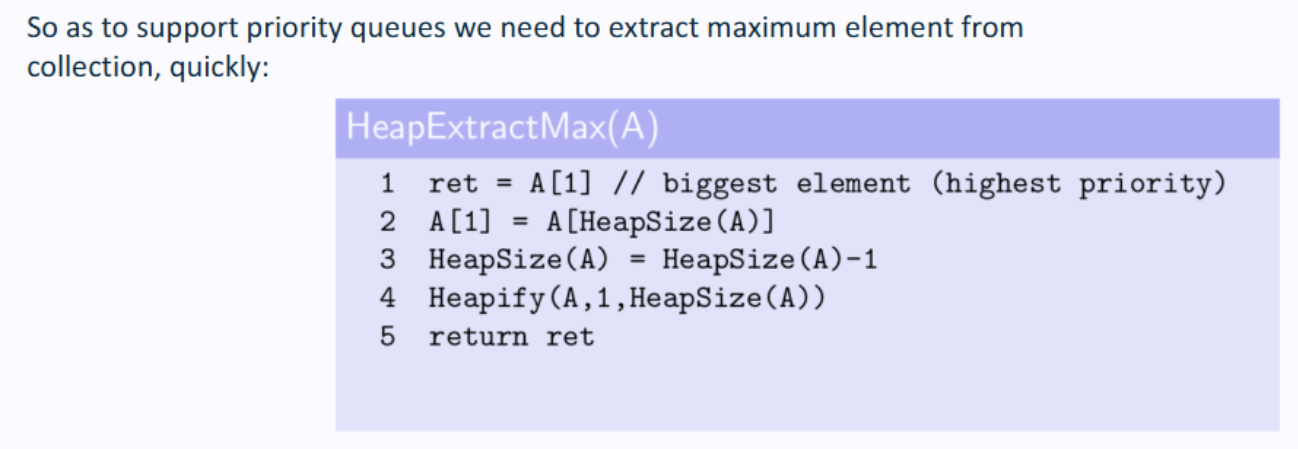 So as to support priority queues we need to extract maximum element from
collection, quickly:
HeapExtractMax(A)
1 ret = A[1] // biggest element (highest priority)
2 A[1] = A[HeapSize(A)]
3 HeapSize(A) = HeapSize(A)-1
4 Heapify(A,1,HeapSize(A))
5 return ret